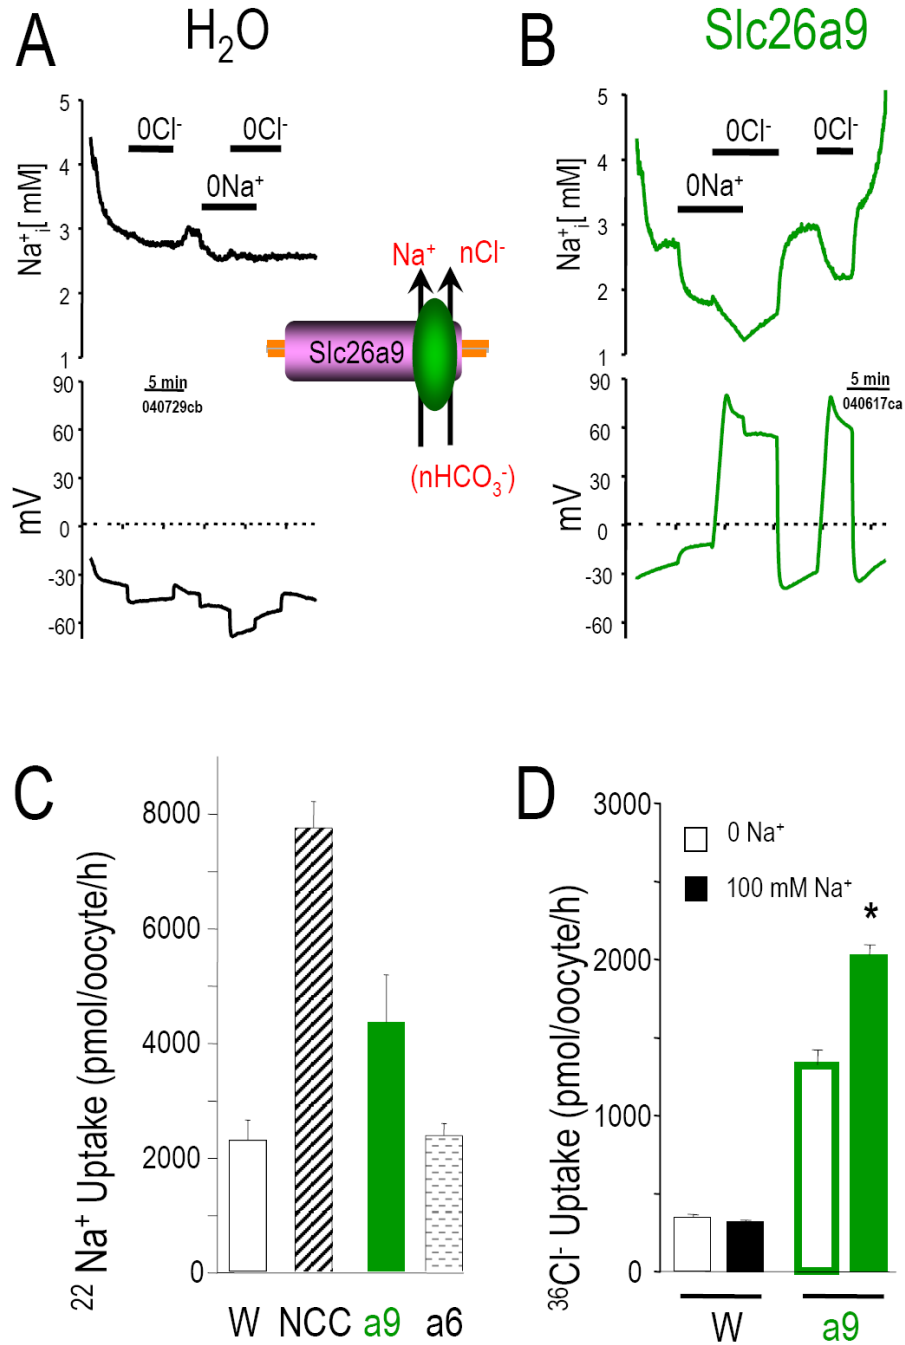 A
H₂O
B
Slc26a9
5
4
3
2
1
Na⁺ᵢ[ mM]
0Cl⁻
0Cl⁻
0Na⁺
90
60
30
0
-30
-60
mV
5 min
040729cb
Na⁺ nCl⁻
Slc26a9
(nHCO₃⁻)
5
4
3
2
1
Na⁺ᵢ[ mM]
0Cl⁻
0Cl⁻
0Na⁺
90
60
30
0
-30
-60
mV
5 min
040617ca
C
²² Na⁺ Uptake (pmol/oocyte/h)
8000
6000
4000
2000
0
W NCC a9 a6
D
³⁶Cl⁻ Uptake (pmol/oocyte/h)
3000
2000
1000
0
0 Na⁺
100 mM Na⁺
*
W a9